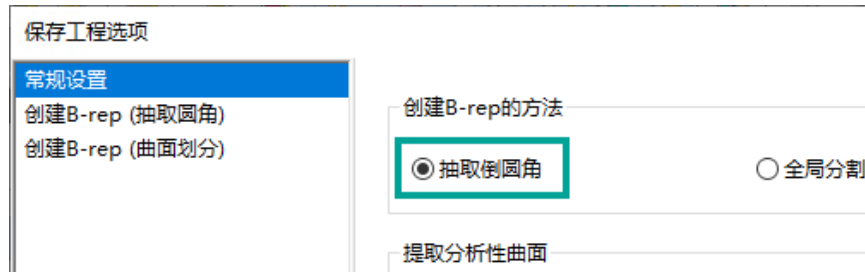 保存工程选项
常规设置
创建B-rep (抽取圆角)
创建B-rep (曲面划分)
创建B-rep的方法
抽取倒圆角
全局分割
提取分析性曲面